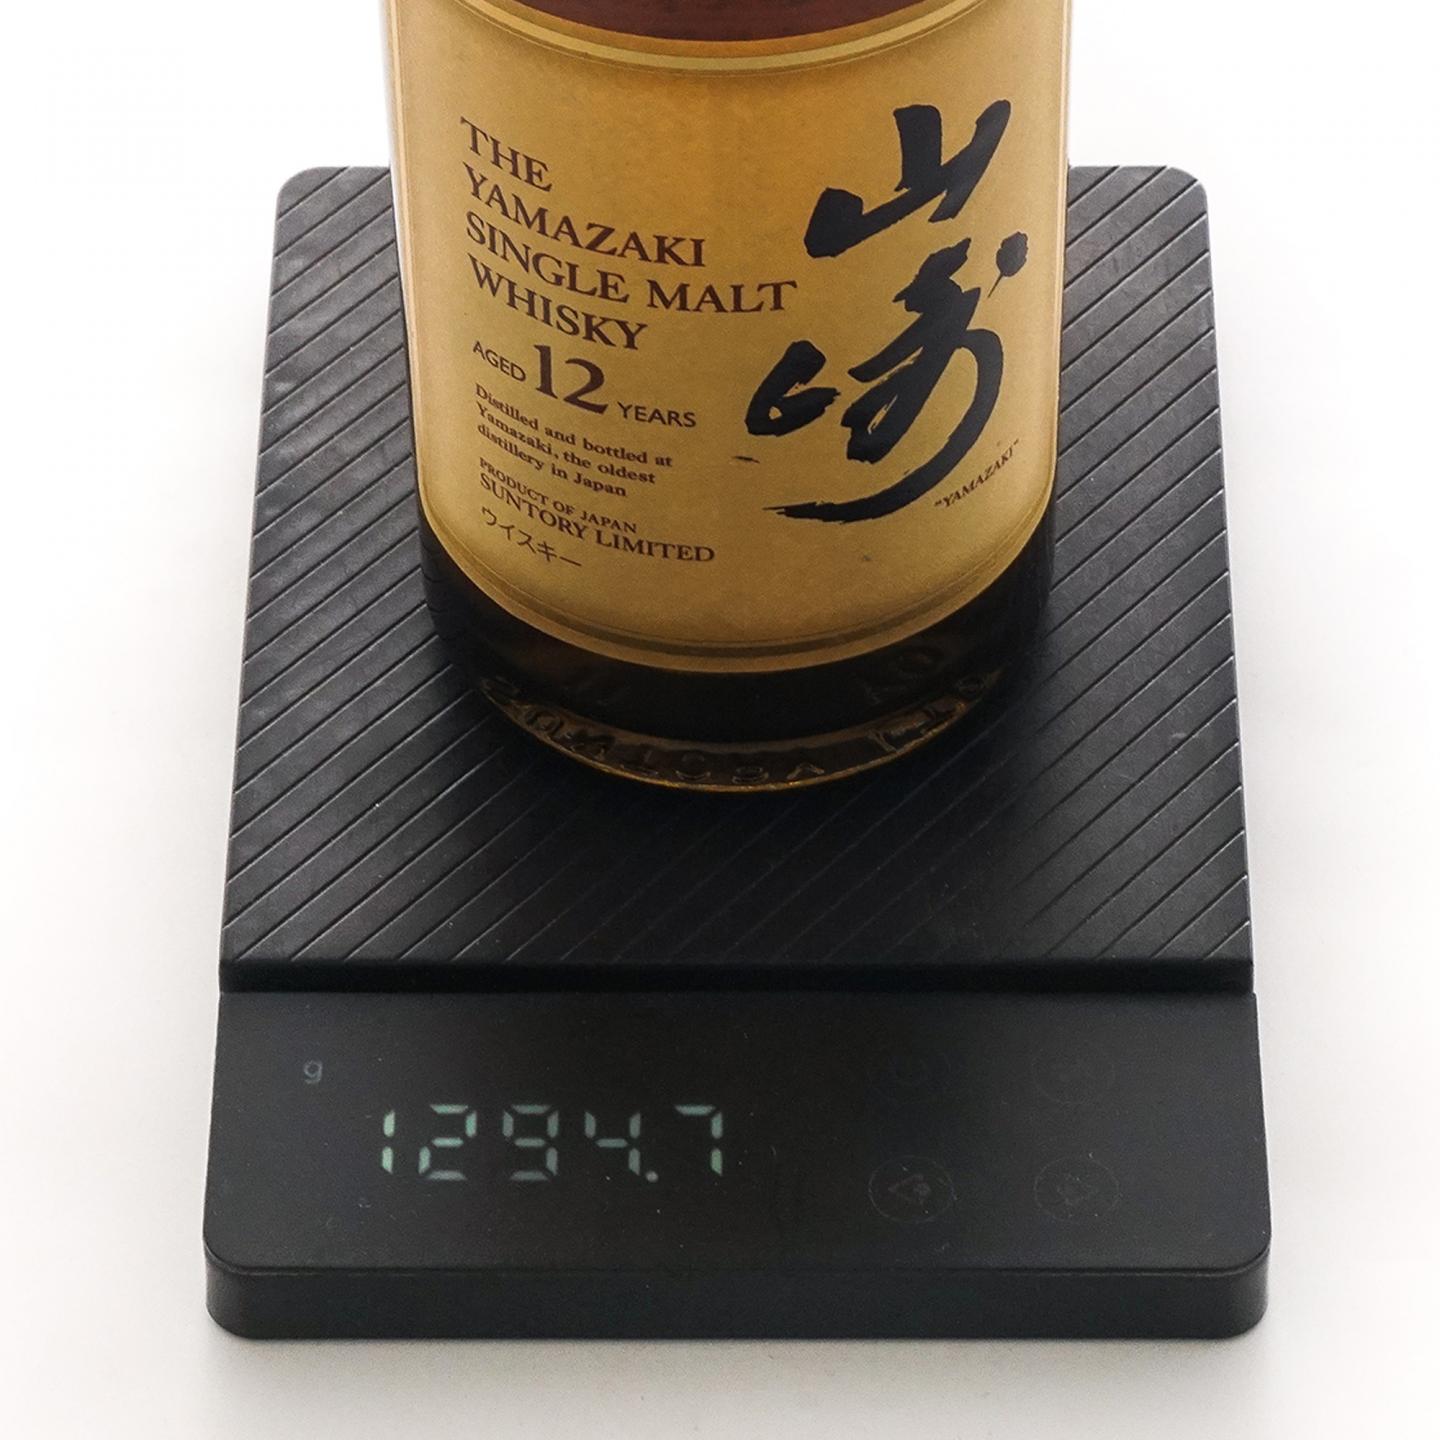 THE
YAMAZAKI
SINGLE MALT
WHISKY
AGED 12 YEARS
Distilled and bottled at
Yamazaki, the oldest
distillery in Japan
PRODUCT OF JAPAN
SUNTORY LIMITED
ウイスキー
山崎
"YAMAZAKI"
g
1294.7